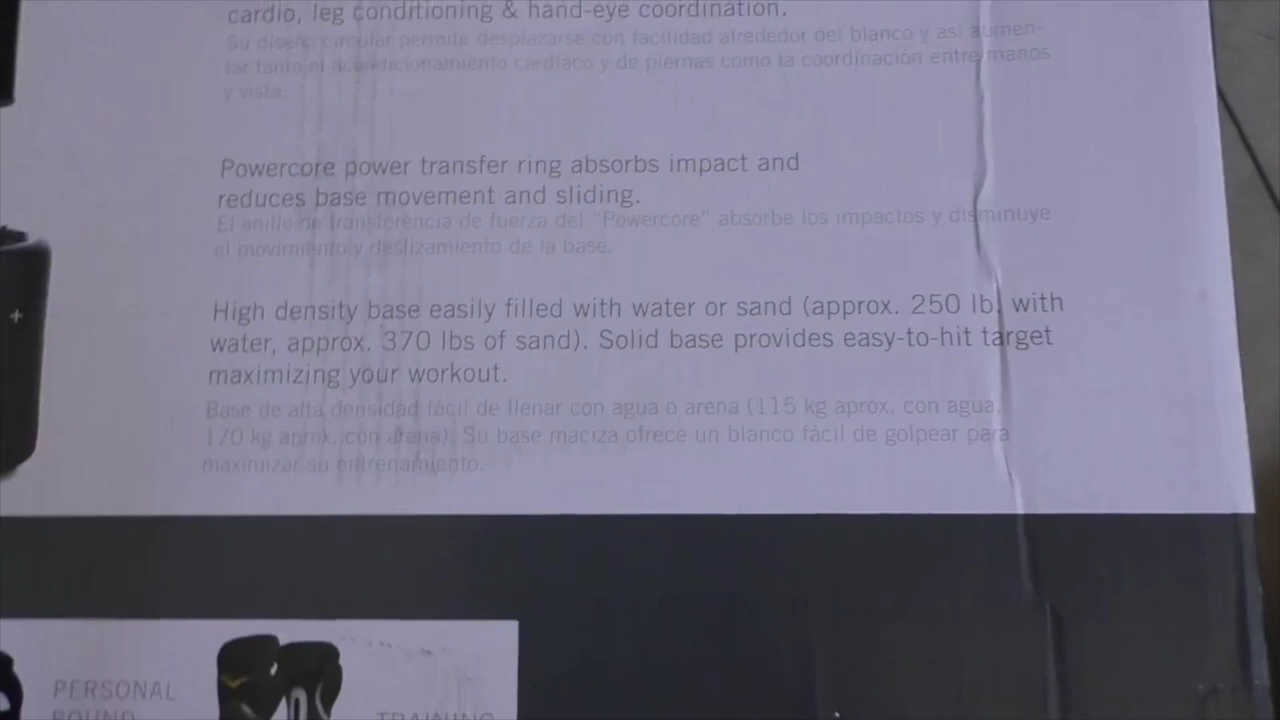 cardio, leg conditioning & hand-eye coordination.
Su diseño circular permite desplazarse con facilidad alrededor del blanco y así aumen-
tar tanto el acondicionamiento cardiaco y de piernas como la coordinación entre manos
y vista.
Powercore power transfer ring absorbs impact and
reduces base movement and sliding.
El anillo de transferencia de fuerza del "Powercore" absorbe los impactos y disminuye
el movimiento y deslizamiento de la base.
High density base easily filled with water or sand (approx. 250 lb. with
water, approx. 370 lbs of sand). Solid base provides easy-to-hit target
maximizing your workout.
Base de alta densidad fácil de llenar con agua o arena (115 kg aprox. con agua,
170 kg aprox. con arena). Su base maciza ofrece un blanco fácil de golpear para
maximizar su entrenamiento.
PERSONAL
ROUND
TRAINING